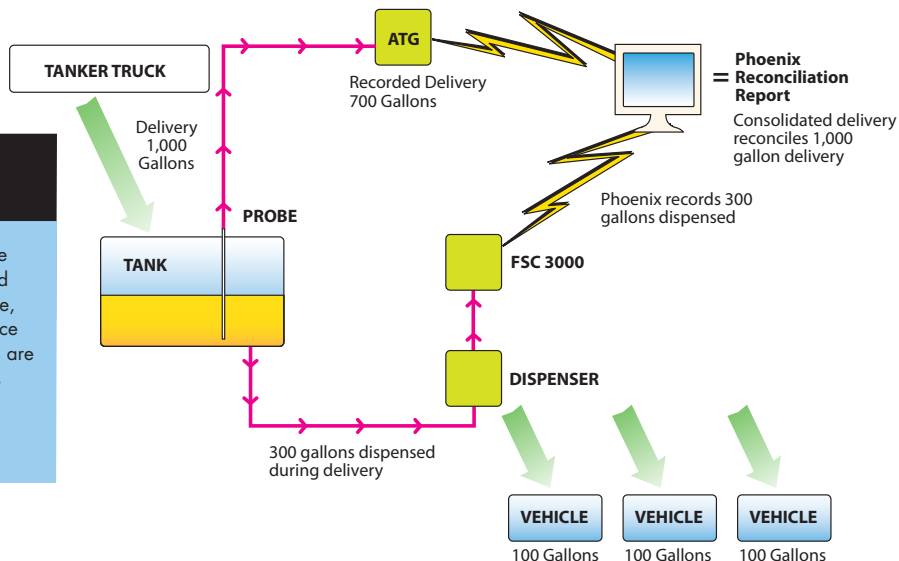 TANKER TRUCK
Delivery
1,000
Gallons
ATG
Recorded Delivery
700 Gallons
=
Phoenix
Reconciliation
Report
Consolidated delivery
reconciles 1,000
gallon delivery
Phoenix records 300
gallons dispensed
PROBE
TANK
FSC 3000
DISPENSER
300 gallons dispensed
during delivery
VEHICLE
100 Gallons
VEHICLE
100 Gallons
VEHICLE
100 Gallons
are